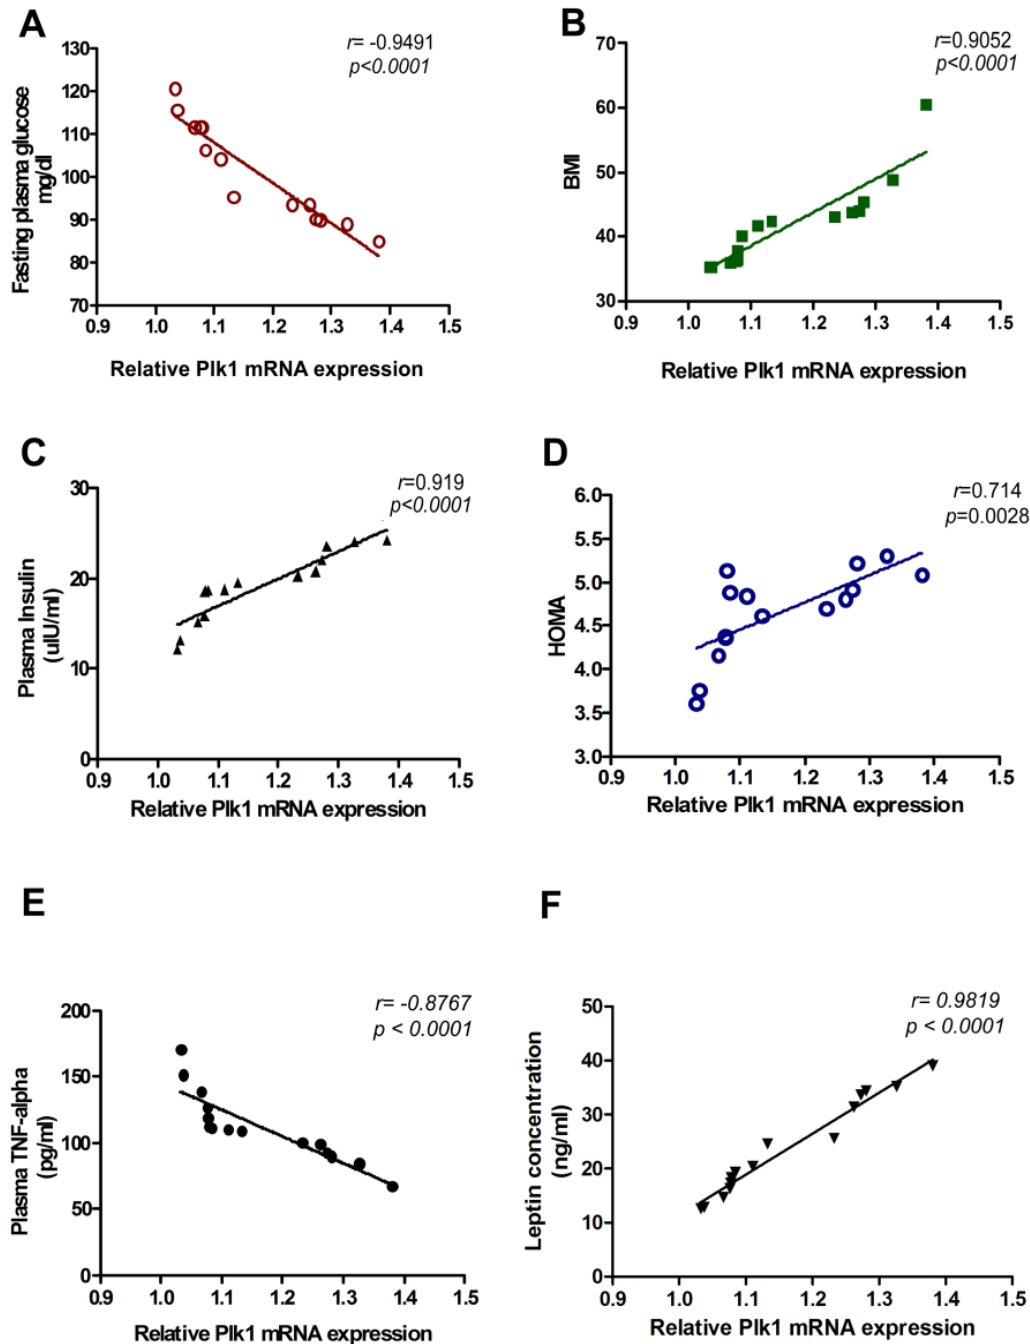 A
r= -0.9491
p<0.0001
Fasting plasma glucose
mg/dl
130
120
110
100
90
80
70
0.9 1.0 1.1 1.2 1.3 1.4 1.5
Relative Plk1 mRNA expression
B
r=0.9052
p<0.0001
BMI
70
60
50
40
30
0.9 1.0 1.1 1.2 1.3 1.4 1.5
Relative Plk1 mRNA expression
C
r=0.919
p<0.0001
Plasma Insulin
(uIU/ml)
30
20
10
0
0.9 1.0 1.1 1.2 1.3 1.4 1.5
Relative Plk1 mRNA expression
D
r=0.714
p=0.0028
HOMA
6.0
5.5
5.0
4.5
4.0
3.5
3.0
0.9 1.0 1.1 1.2 1.3 1.4 1.5
Relative Plk1 mRNA expression
E
r= -0.8767
p < 0.0001
Plasma TNF-alpha
(pg/ml)
200
150
100
50
0
0.9 1.0 1.1 1.2 1.3 1.4 1.5
Relative Plk1 mRNA expression
F
r= 0.9819
p < 0.0001
Leptin concentration
(ng/ml)
50
40
30
20
10
0
0.9 1.0 1.1 1.2 1.3 1.4 1.5
Relative Plk1 mRNA expression